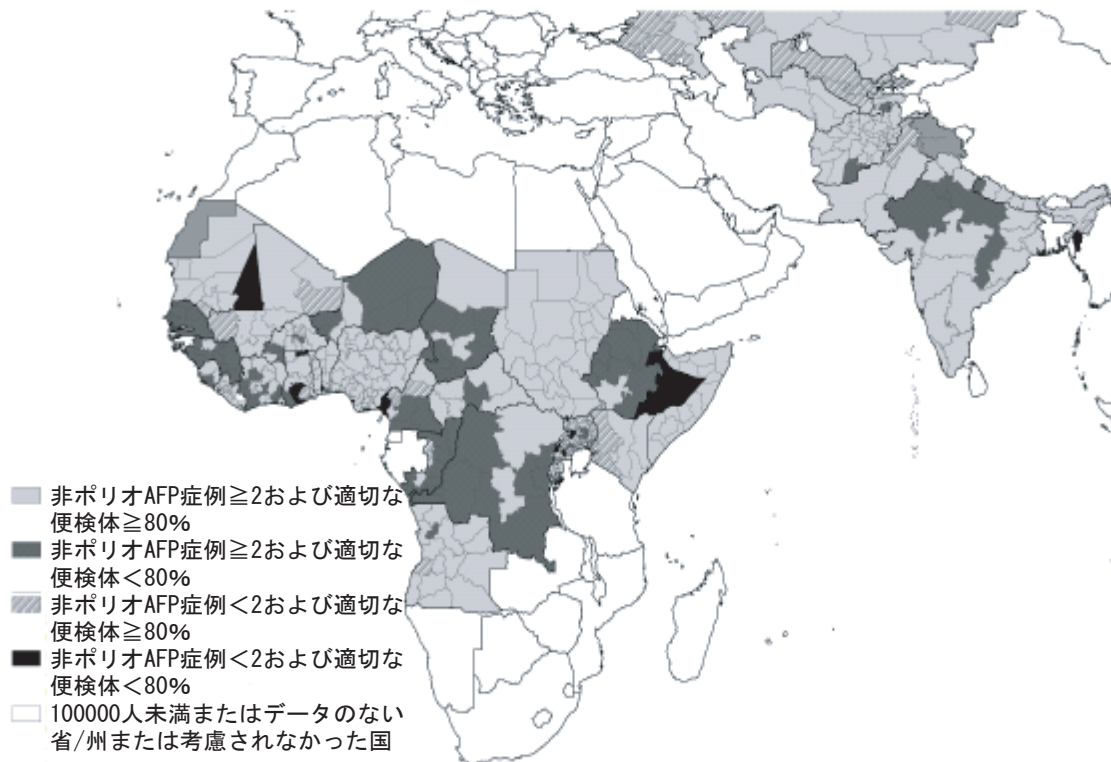 非ポリオAFP症例≧2および適切な
便検体≧80%
非ポリオAFP症例≧2および適切な
便検体<80%
非ポリオAFP症例<2および適切な
便検体≧80%
非ポリオAFP症例<2および適切な
便検体<80%
100000人未満またはデータのない
省/州または考慮されなかった国